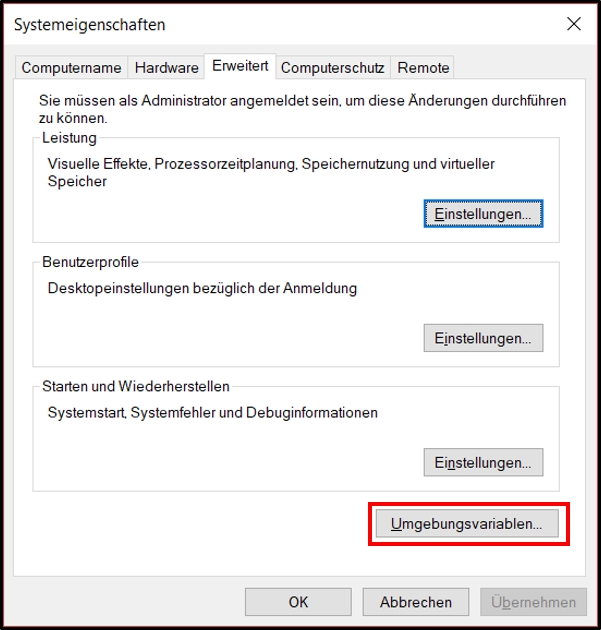 Systemeigenschaften
Computername Hardware Erweitert Computerschutz Remote
Sie müssen als Administrator angemeldet sein, um diese Änderungen durchführen
zu können.
Leistung
Visuelle Effekte, Prozessorzeitplanung, Speichernutzung und virtueller
Speicher
Einstellungen...
Benutzerprofile
Desktopeinstellungen bezüglich der Anmeldung
Einstellungen...
Starten und Wiederherstellen
Systemstart, Systemfehler und Debuginformationen
Einstellungen...
Umgebungsvariablen...
OK Abbrechen Übernehmen